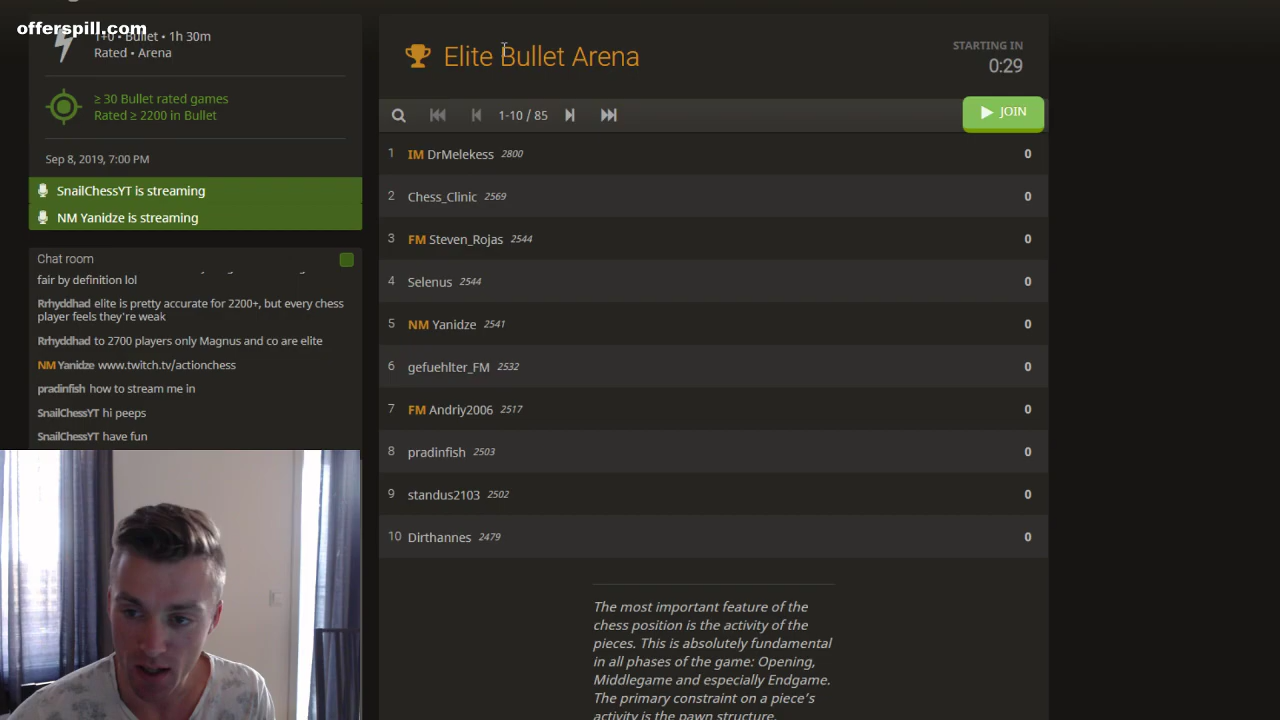 offerspill.com
1+0 • Bullet • 1h 30m
Rated • Arena
≥ 30 Bullet rated games
Rated ≥ 2200 in Bullet
Sep 8, 2019, 7:00 PM
SnailChessYT is streaming
NM Yanidze is streaming
Chat room
fair by definition lol
Rrhyddhad elite is pretty accurate for 2200+, but every chess
player feels they're weak
Rrhyddhad to 2700 players only Magnus and co are elite
NM Yanidze www.twitch.tv/actionchess
pradinfish how to stream me in
SnailChessYT hi peeps
SnailChessYT have fun
Elite Bullet Arena
STARTING IN
0:29
1-10 / 85
JOIN
1 IM DrMelekess 2800 0
2 Chess_Clinic 2569 0
3 FM Steven_Rojas 2544 0
4 Selenus 2544 0
5 NM Yanidze 2541 0
6 gefuehlter_FM 2532 0
7 FM Andriy2006 2517 0
8 pradinfish 2503 0
9 standus2103 2502 0
10 Dirthannes 2479 0
The most important feature of the
chess position is the activity of the
pieces. This is absolutely fundamental
in all phases of the game: Opening,
Middlegame and especially Endgame.
The primary constraint on a piece's
activity is the pawn structure.